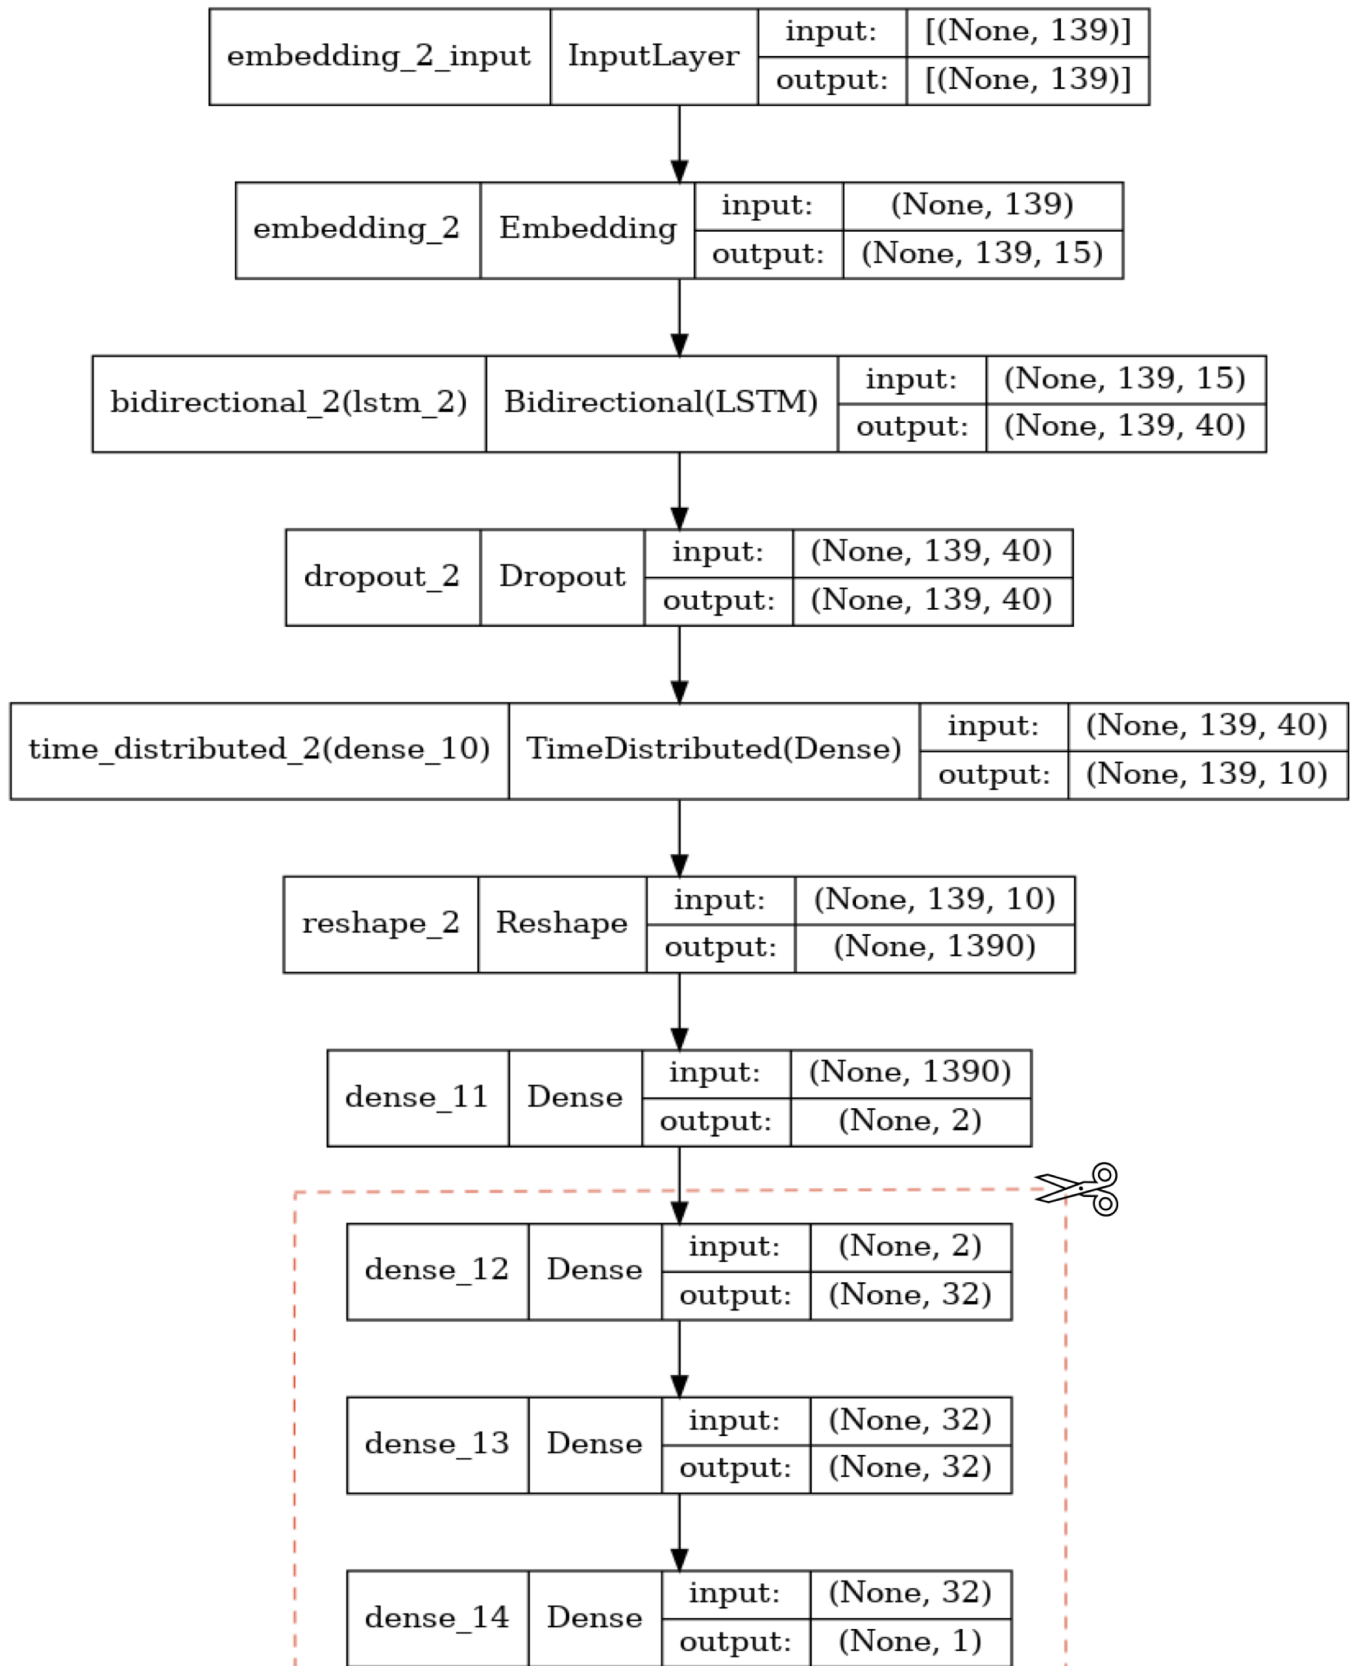 embedding_2_input InputLayer input: [(None, 139)]
output: [(None, 139)]
embedding_2 Embedding input: (None, 139)
output: (None, 139, 15)
bidirectional_2(lstm_2) Bidirectional(LSTM) input: (None, 139, 15)
output: (None, 139, 40)
dropout_2 Dropout input: (None, 139, 40)
output: (None, 139, 40)
time_distributed_2(dense_10) TimeDistributed(Dense) input: (None, 139, 40)
output: (None, 139, 10)
reshape_2 Reshape input: (None, 139, 10)
output: (None, 1390)
dense_11 Dense input: (None, 1390)
output: (None, 2)
dense_12 Dense input: (None, 2)
output: (None, 32)
dense_13 Dense input: (None, 32)
output: (None, 32)
dense_14 Dense input: (None, 32)
output: (None, 1)